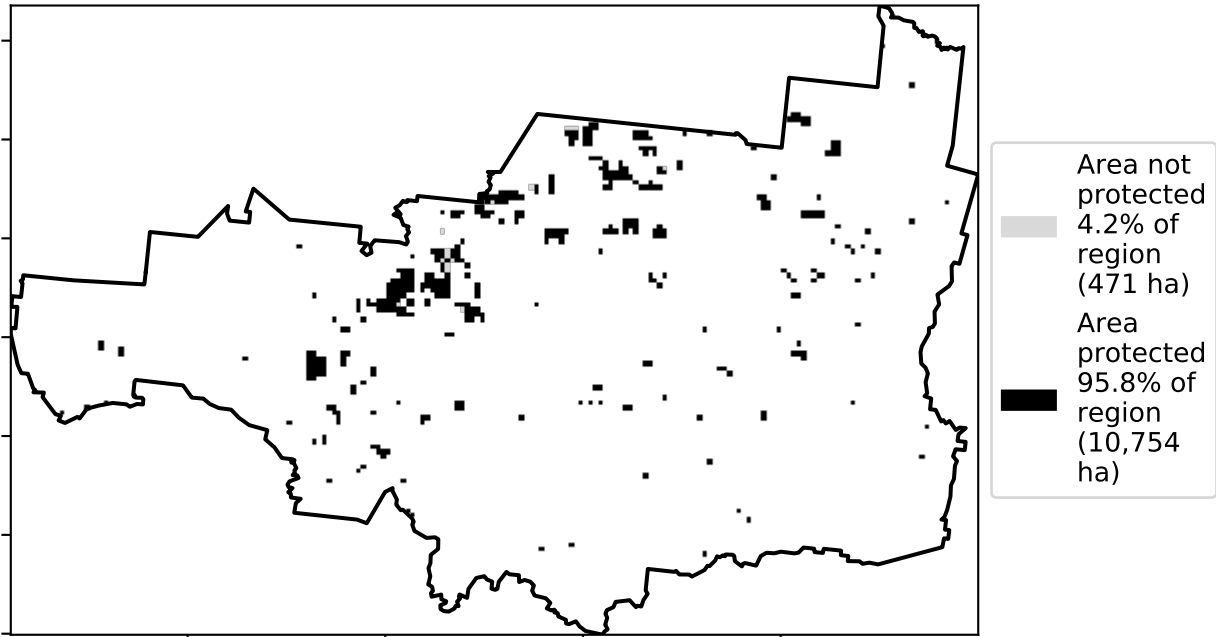 Area not
protected
4.2% of
region
(471 ha)
Area
protected
95.8% of
region
(10,754
ha)